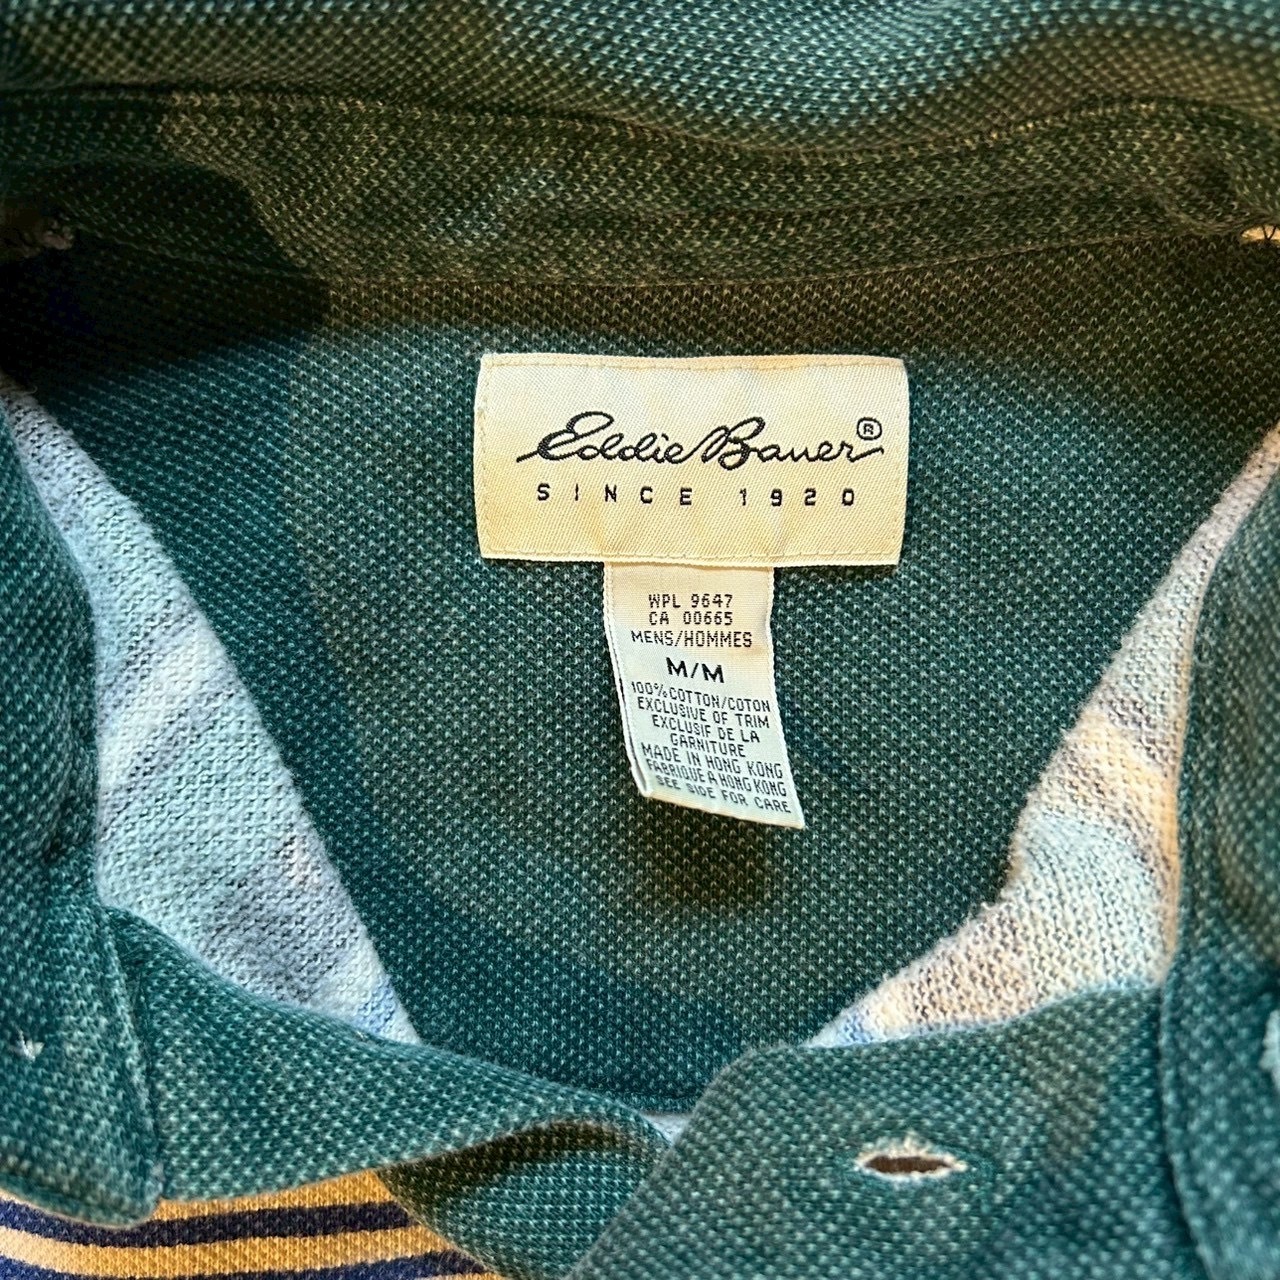 Eddie Bauer®
SINCE 1920
WPL 9647
CA 00665
MENS/HOMMES
M/M
100% COTTON/COTON
EXCLUSIVE OF TRIM
EXCLUSIF DE LA
GARNITURE
MADE IN HONG KONG
FABRIQUE A HONG KONG
SEE SIDE FOR CARE